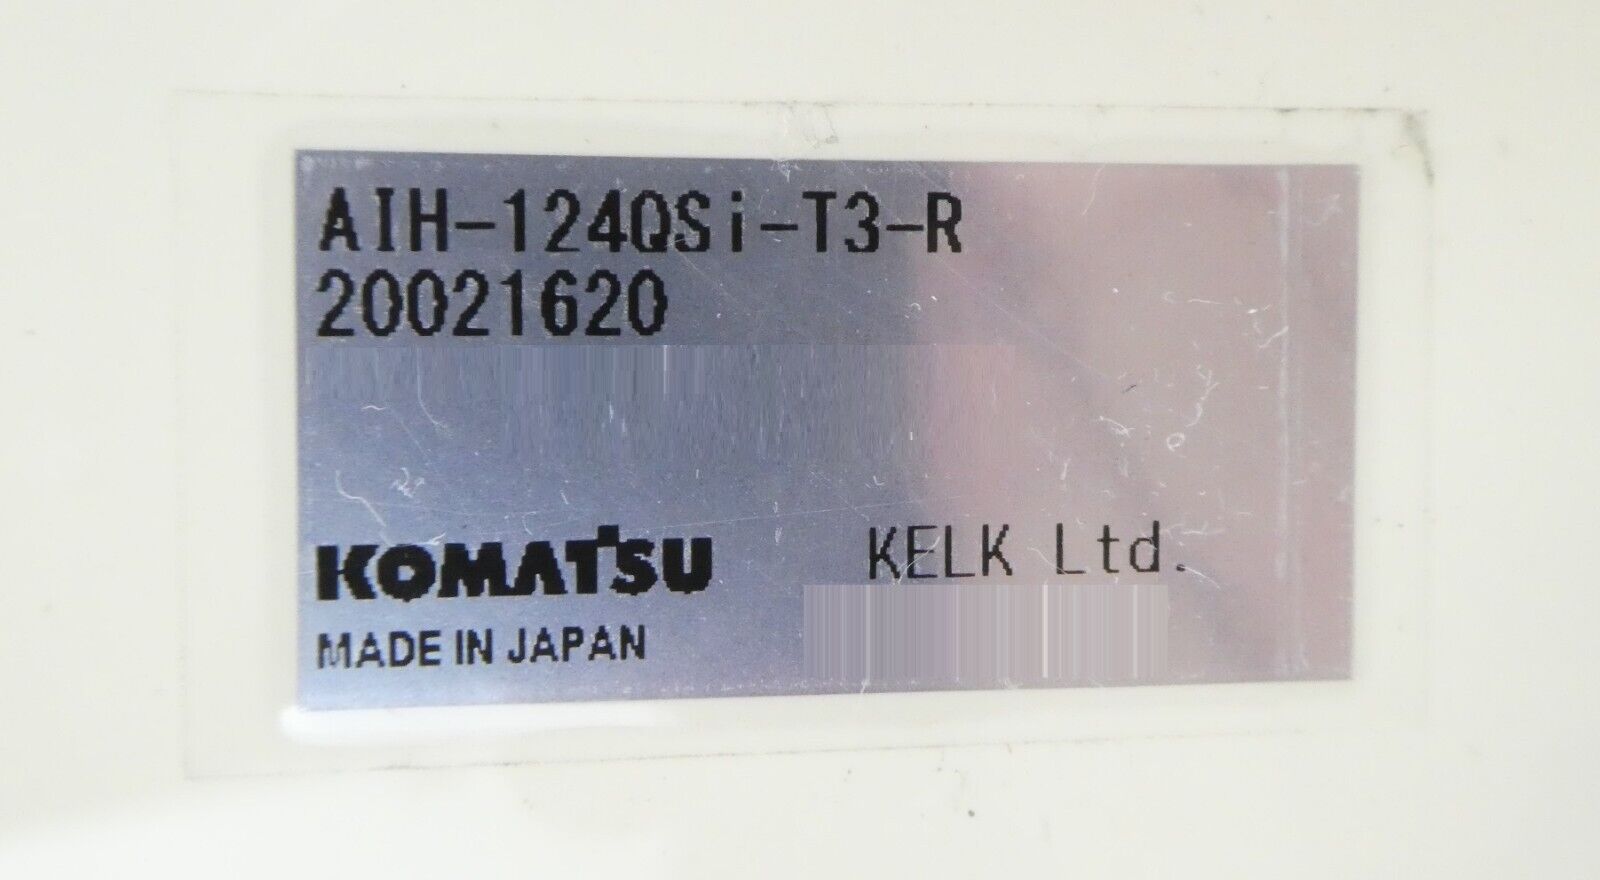 AIH-124QSi-T3-R
20021620
KOMATSU KELK Ltd.
MADE IN JAPAN